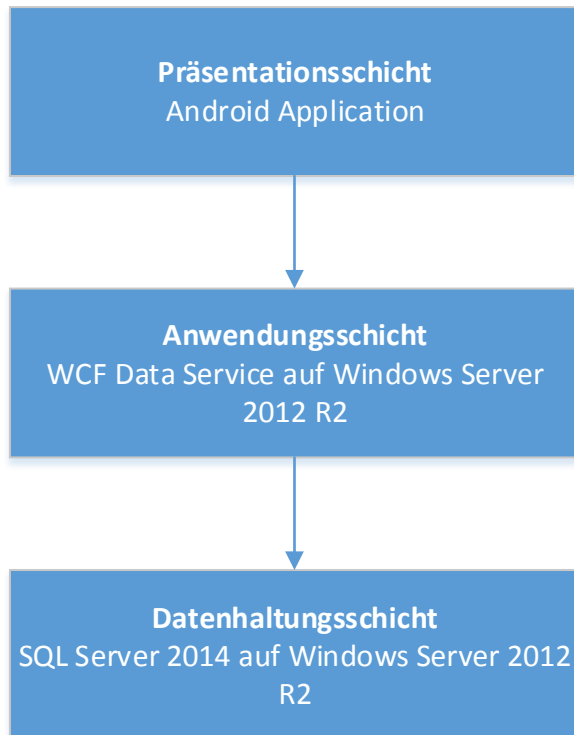 Präsentationsschicht
Android Application
Anwendungsschicht
WCF Data Service auf Windows Server
2012 R2
Datenhaltungsschicht
SQL Server 2014 auf Windows Server 2012
R2